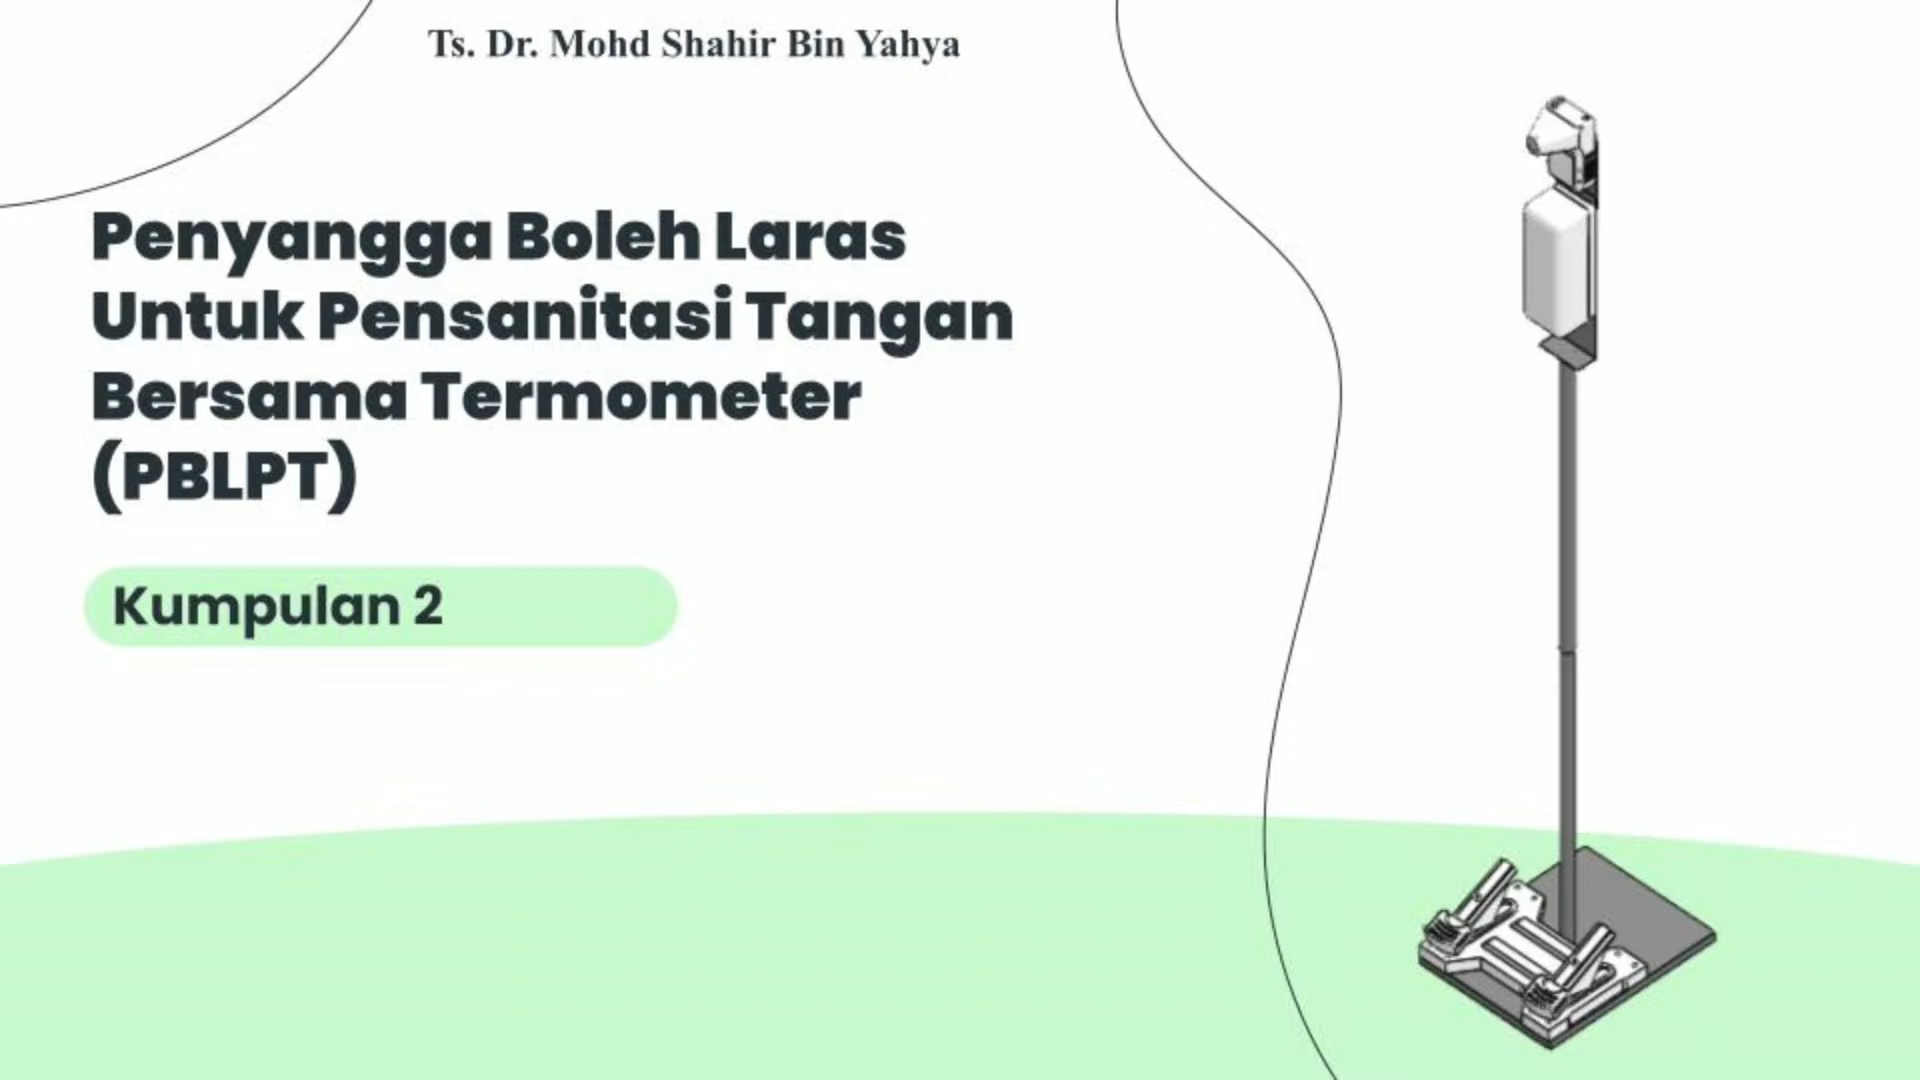 Ts. Dr. Mohd Shahir Bin Yahya
Penyangga Boleh Laras
Untuk Pensanitasi Tangan
Bersama Termometer
(PBLPT)
Kumpulan 2